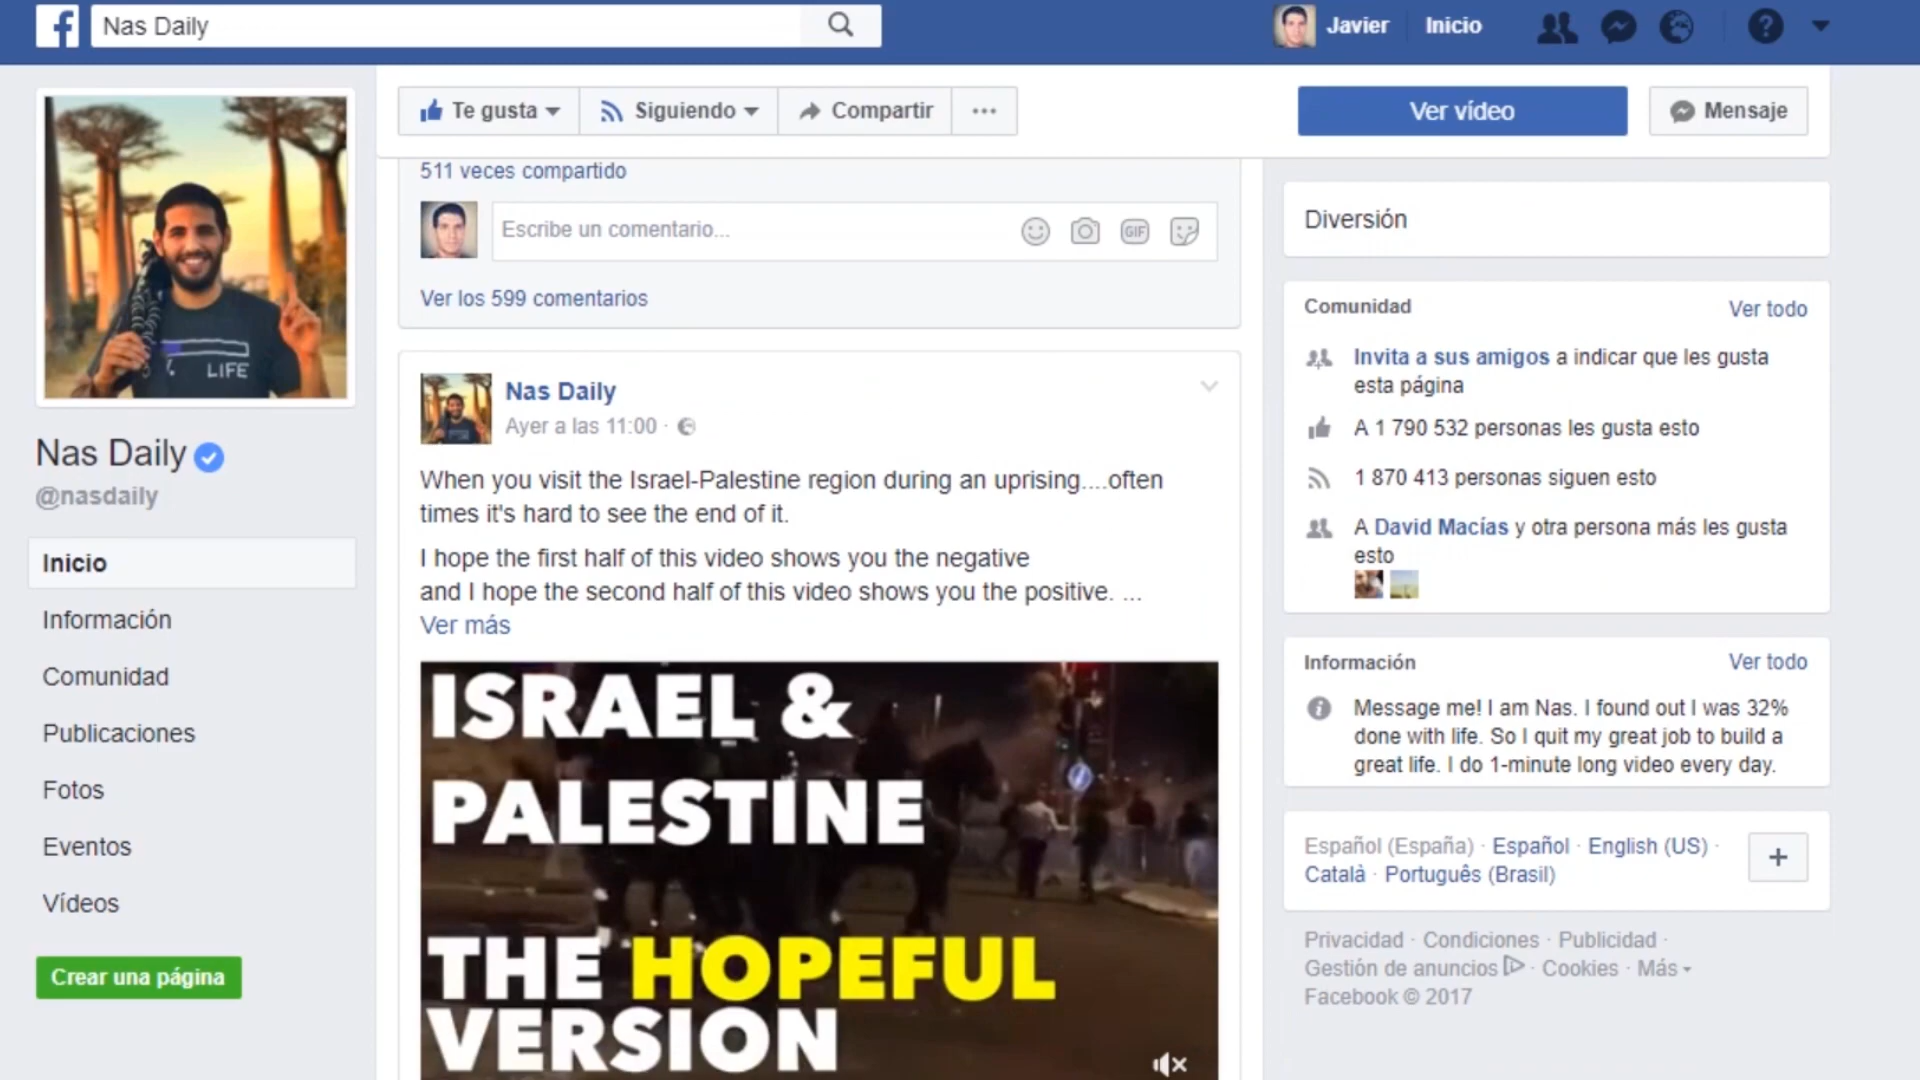 Nas Daily
Javier
Inicio
Te gusta
Siguiendo
Compartir
Ver vídeo
Mensaje
LIFE
Nas Daily
@nasdaily
Inicio
Información
Comunidad
Publicaciones
Fotos
Eventos
Vídeos
Crear una página
511 veces compartido
Escribe un comentario...
GIF
Ver los 599 comentarios
Nas Daily
Ayer a las 11:00 ·
When you visit the Israel-Palestine region during an uprising....often
times it's hard to see the end of it.
I hope the first half of this video shows you the negative
and I hope the second half of this video shows you the positive. ...
Ver más
ISRAEL &
PALESTINE
THE HOPEFUL
VERSION
Diversión
Comunidad
Ver todo
Invita a sus amigos a indicar que les gusta
esta página
A 1 790 532 personas les gusta esto
1 870 413 personas siguen esto
A David Macías y otra persona más les gusta
esto
Información
Ver todo
Message me! I am Nas. I found out I was 32%
done with life. So I quit my great job to build a
great life. I do 1-minute long video every day.
Español (España) · Español · English (US) ·
Català · Português (Brasil)
Privacidad · Condiciones · Publicidad ·
Gestión de anuncios · Cookies · Más
Facebook © 2017